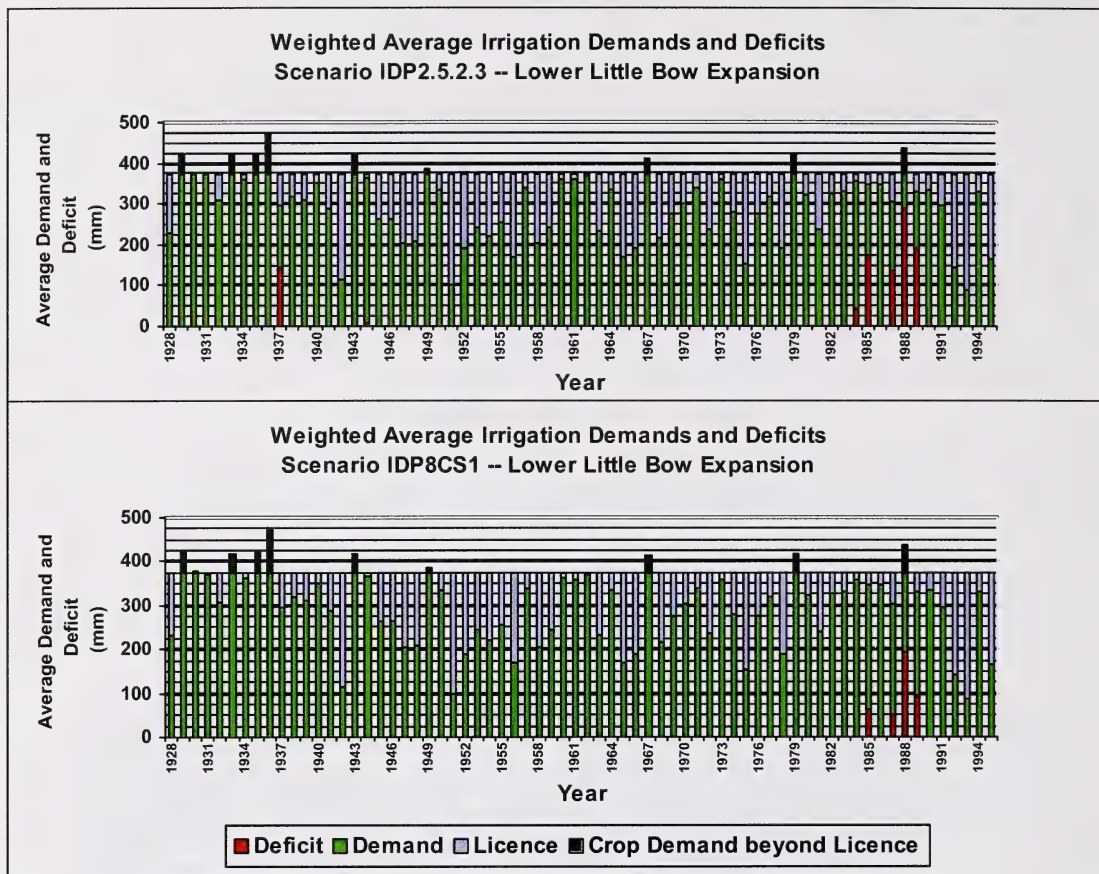 Weighted Average Irrigation Demands and Deficits
Scenario IDP2.5.2.3 -- Lower Little Bow Expansion
Average Demand and
Deficit
(mm)
500
400
300
200
100
0
1928 1931 1934 1937 1940 1943 1946 1949 1952 1955 1958 1961 1964 1967 1970 1973 1976 1979 1982 1985 1988 1991 1994
Year
Weighted Average Irrigation Demands and Deficits
Scenario IDP8CS1 -- Lower Little Bow Expansion
Average Demand and
Deficit
(mm)
500
400
300
200
100
0
1928 1931 1934 1937 1940 1943 1946 1949 1952 1955 1958 1961 1964 1967 1970 1973 1976 1979 1982 1985 1988 1991 1994
Year
Deficit Demand Licence Crop Demand beyond Licence